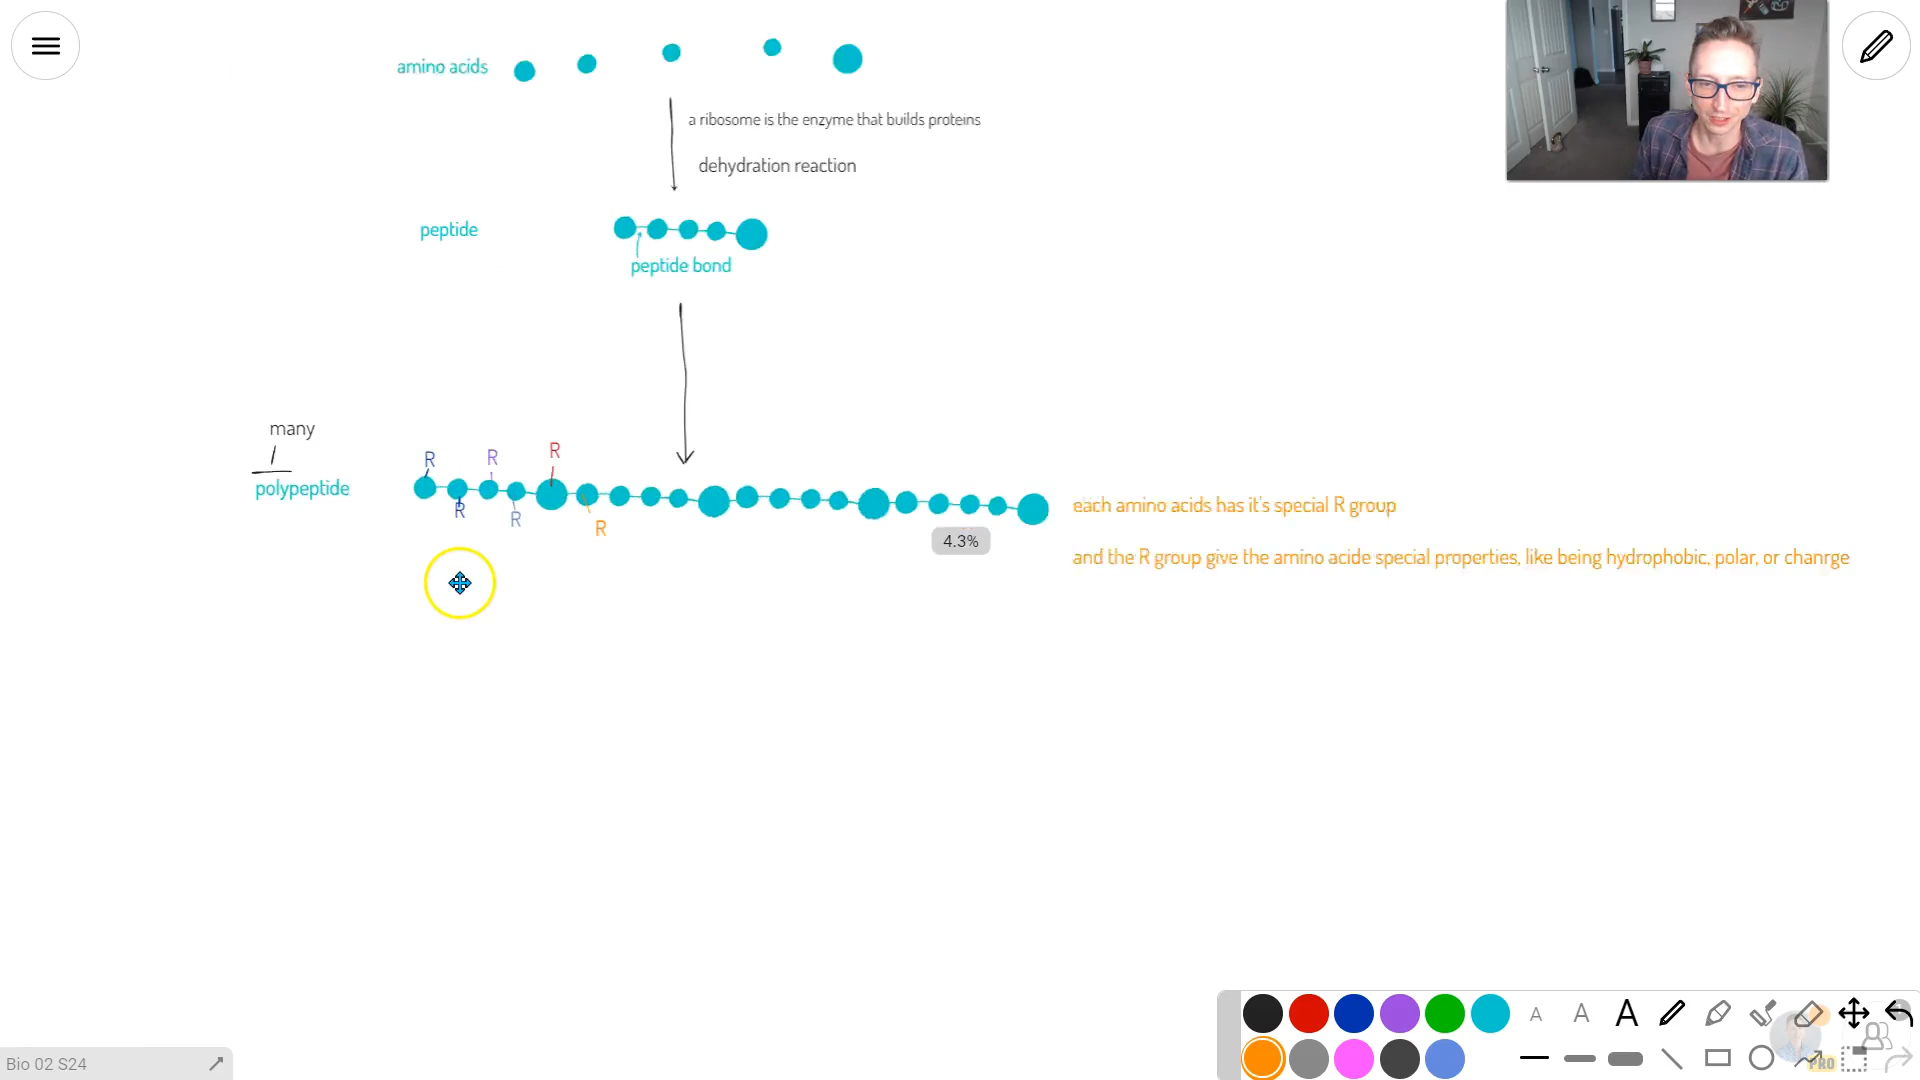 amino acids
a ribosome is the enzyme that builds proteins
dehydration reaction
peptide
peptide bond
many
polypeptide
R
R
R
R
R
R
each amino acids has it's special R group
and the R group give the amino acide special properties, like being hydrophobic, polar, or chanrge
4.3%
Bio 02 S24
A A A
PRO